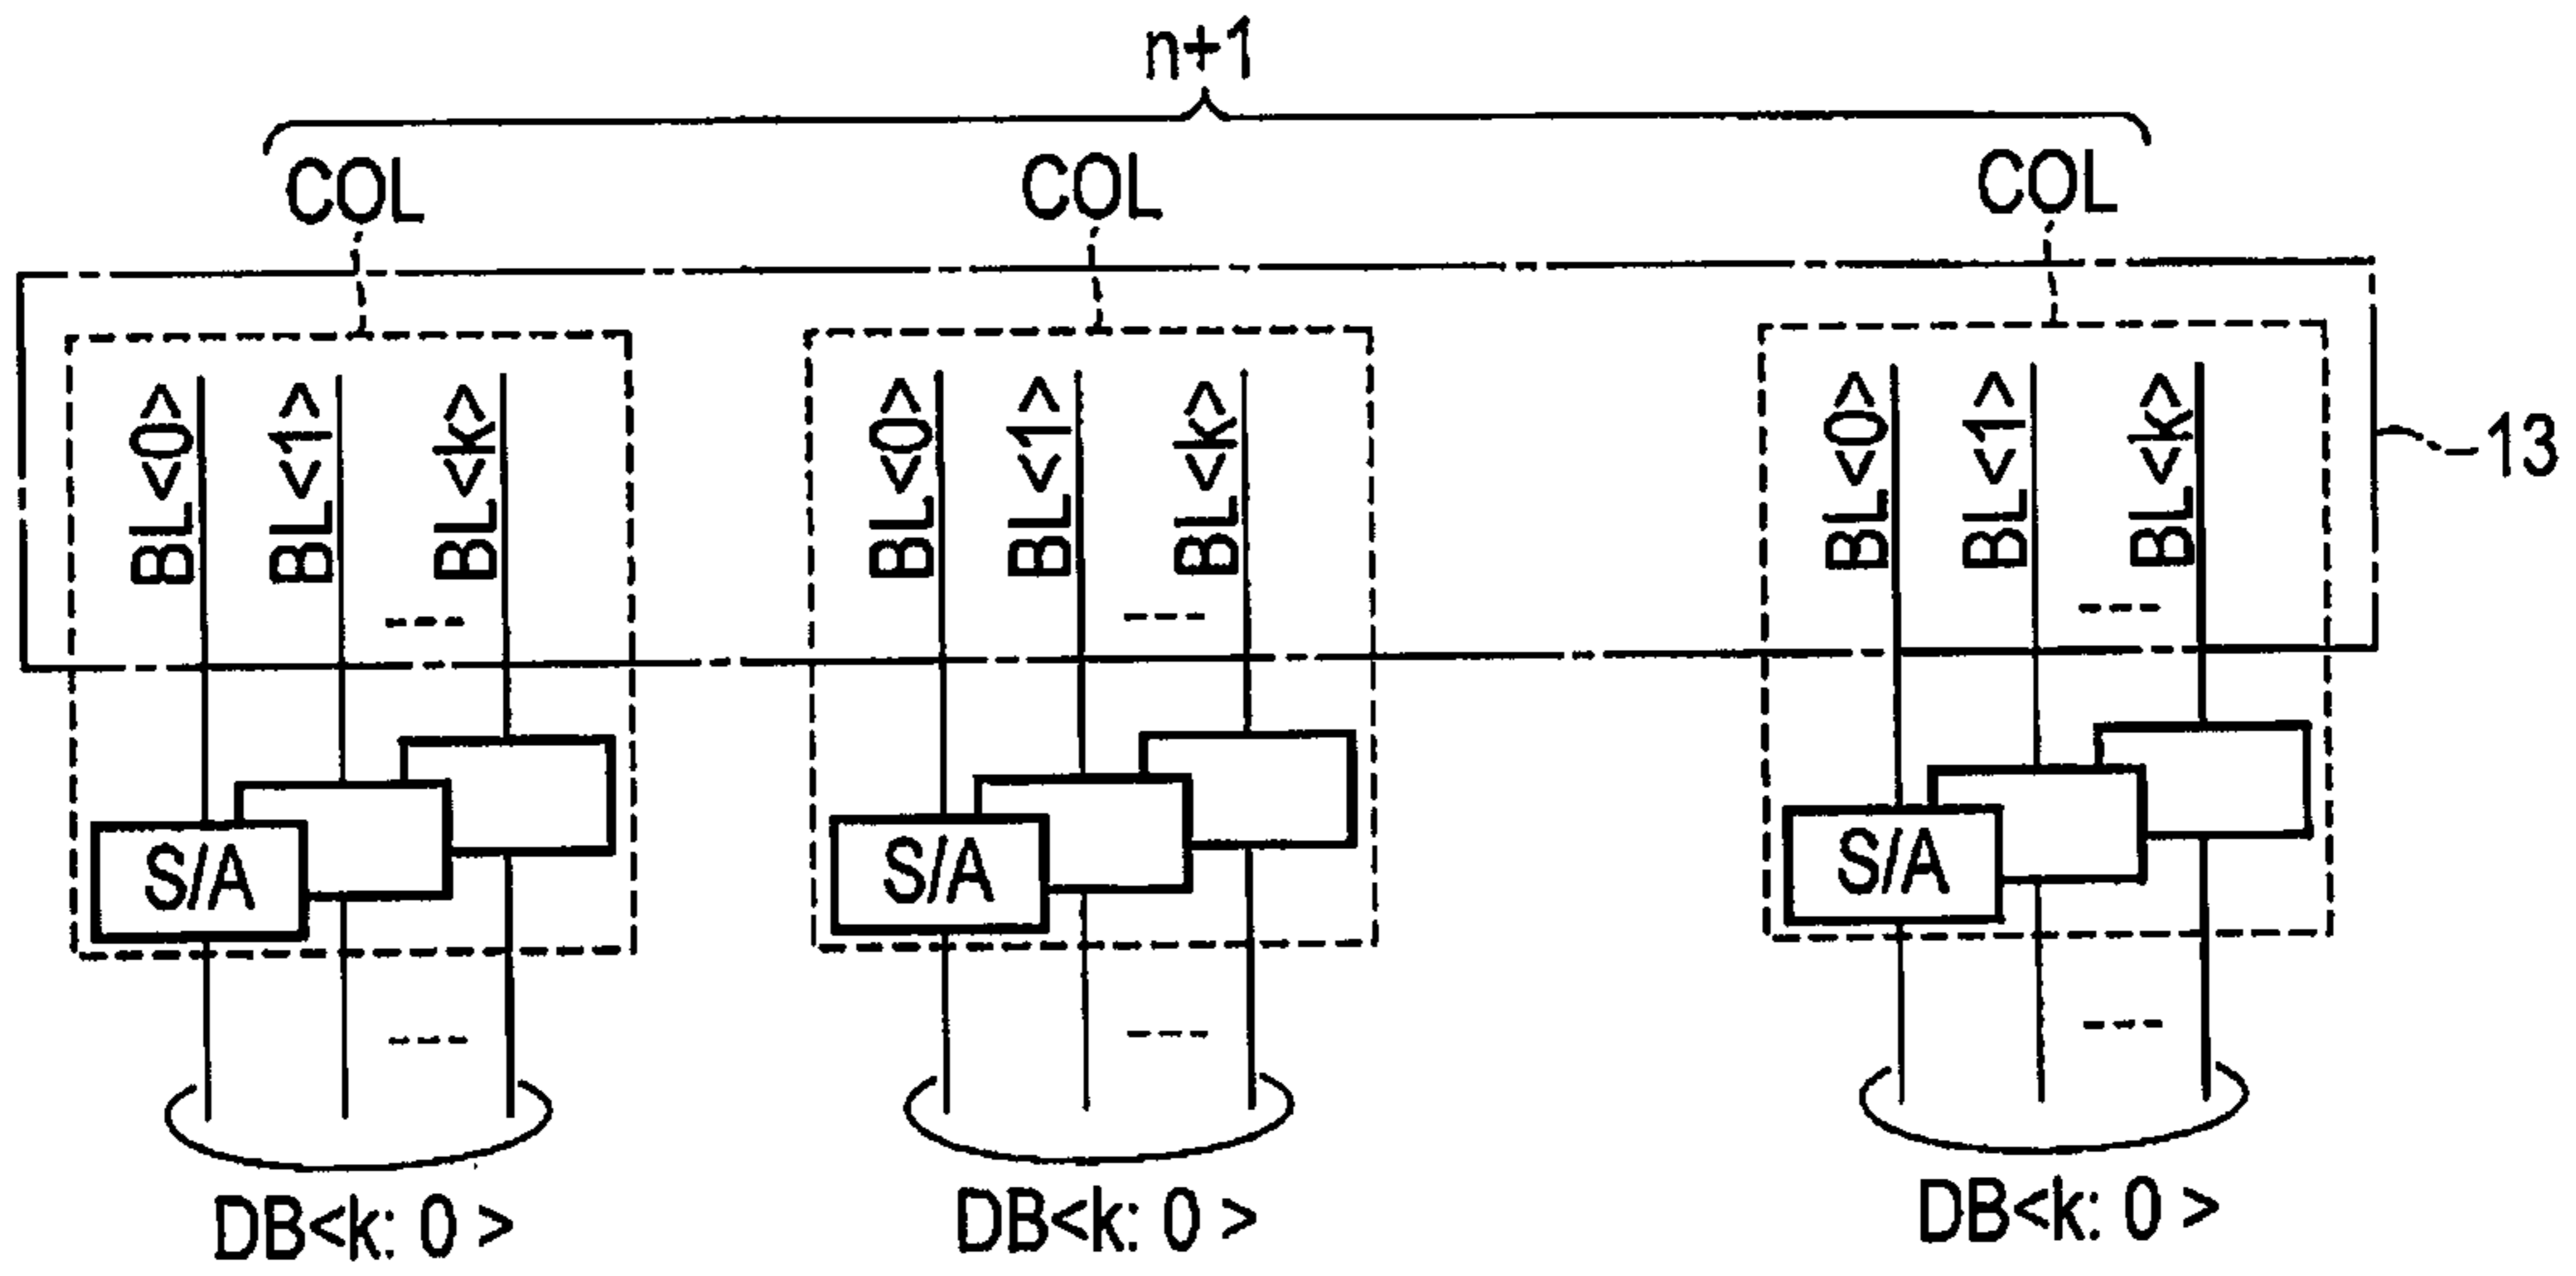 n+1
COL COL COL
BL<0> BL<1> BL<k> BL<0> BL<1> BL<k> BL<0> BL<1> BL<k>
13
S/A S/A S/A
DB<k: 0 > DB<k: 0 > DB<k: 0 >